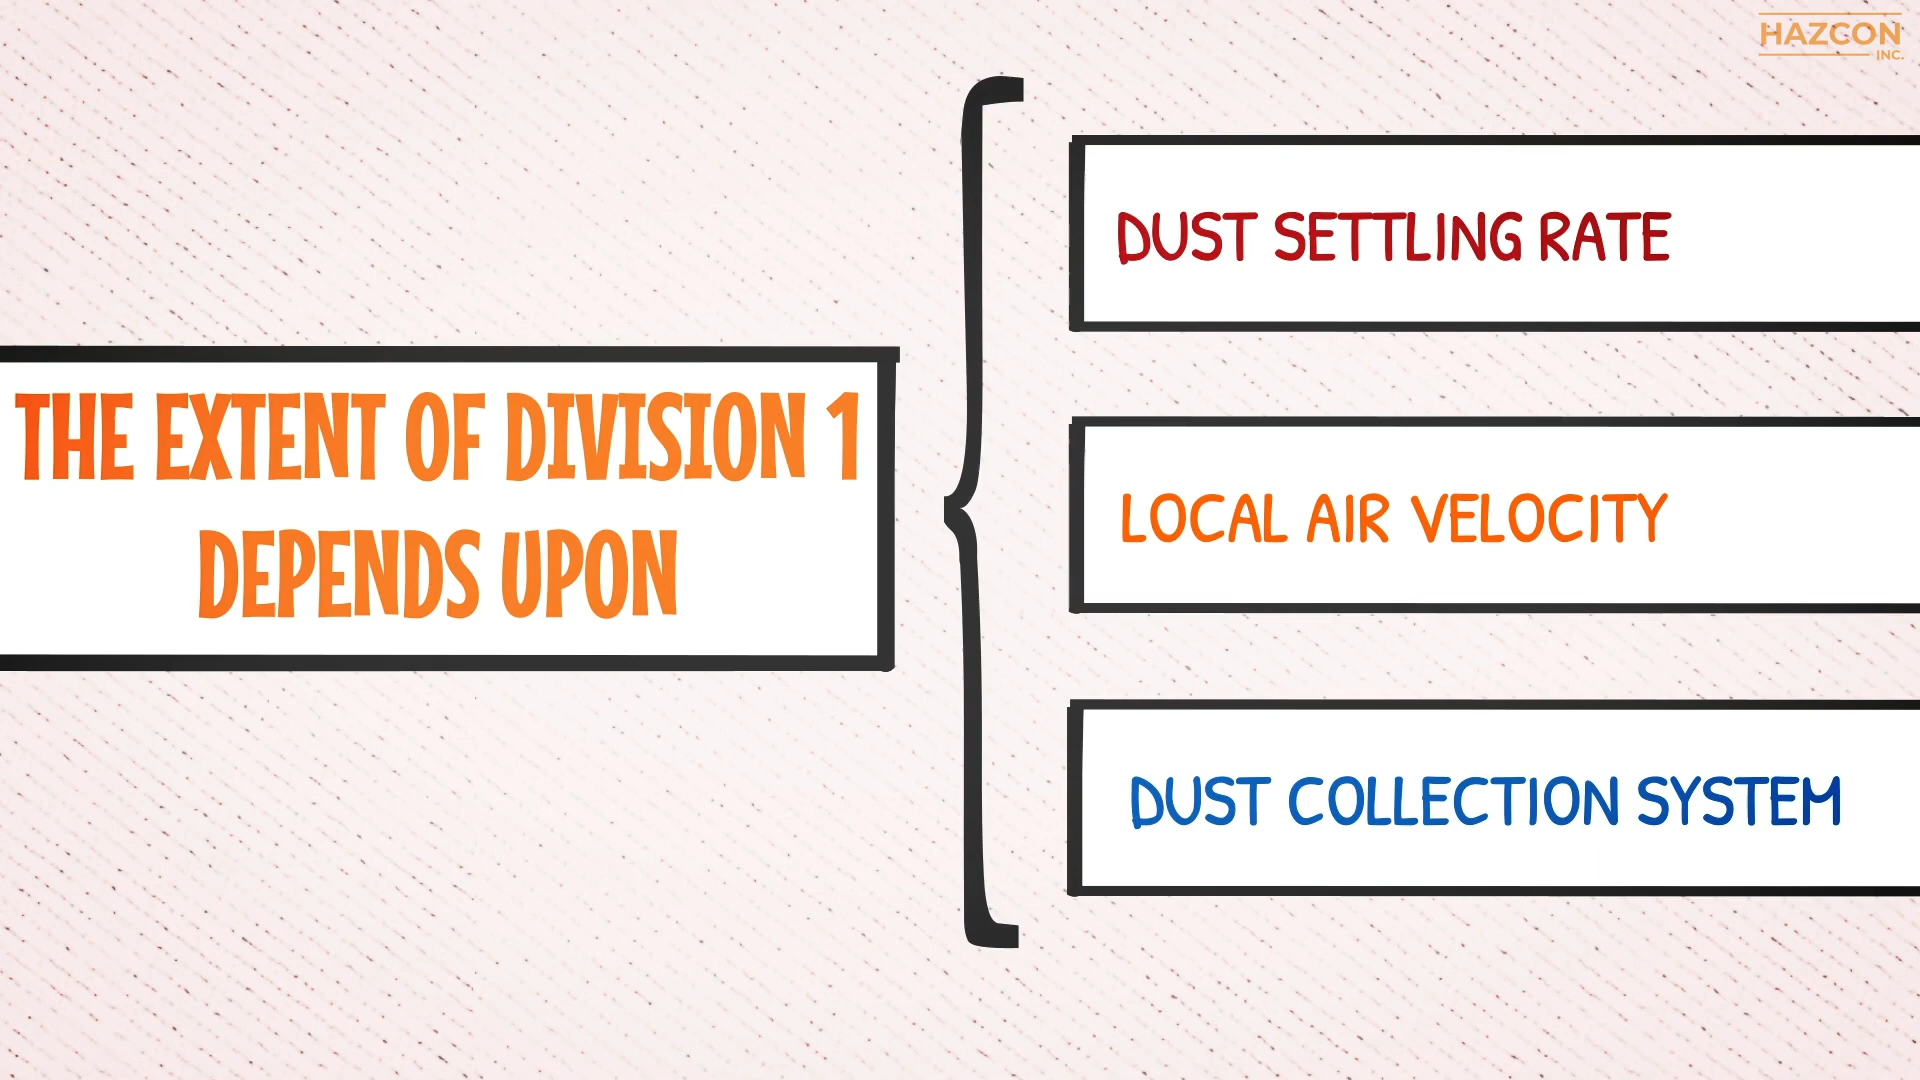 HAZCON
INC.
THE EXTENT OF DIVISION 1
DEPENDS UPON
DUST SETTLING RATE
LOCAL AIR VELOCITY
DUST COLLECTION SYSTEM